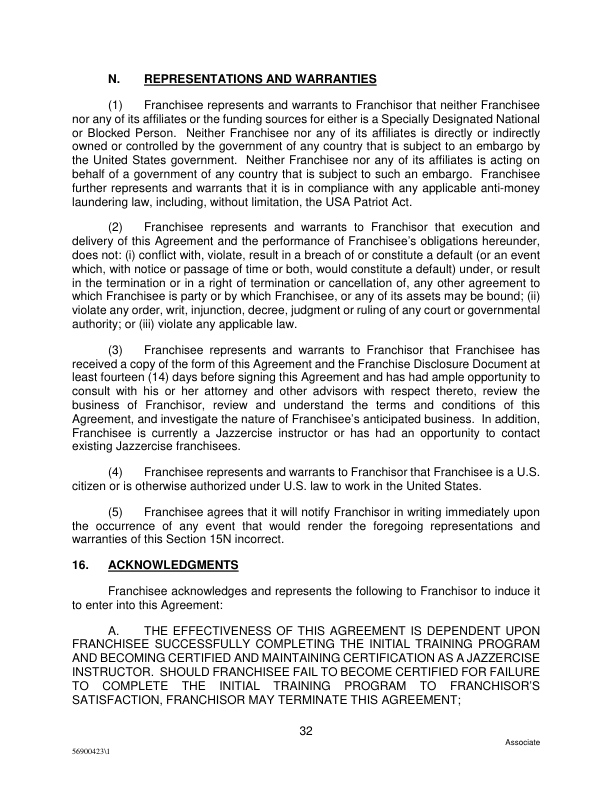 N. REPRESENTATIONS AND WARRANTIES
(1) Franchisee represents and warrants to Franchisor that neither Franchisee
nor any of its affiliates or the funding sources for either is a Specially Designated National
or Blocked Person. Neither Franchisee nor any of its affiliates is directly or indirectly
owned or controlled by the government of any country that is subject to an embargo by
the United States government. Neither Franchisee nor any of its affiliates is acting on
behalf of a government of any country that is subject to such an embargo. Franchisee
further represents and warrants that it is in compliance with any applicable anti-money
laundering law, including, without limitation, the USA Patriot Act.
(2) Franchisee represents and warrants to Franchisor that execution and
delivery of this Agreement and the performance of Franchisee's obligations hereunder,
does not: (i) conflict with, violate, result in a breach of or constitute a default (or an event
which, with notice or passage of time or both, would constitute a default) under, or result
in the termination or in a right of termination or cancellation of, any other agreement to
which Franchisee is party or by which Franchisee, or any of its assets may be bound; (ii)
violate any order, writ, injunction, decree, judgment or ruling of any court or governmental
authority; or (iii) violate any applicable law.
(3) Franchisee represents and warrants to Franchisor that Franchisee has
received a copy of the form of this Agreement and the Franchise Disclosure Document at
least fourteen (14) days before signing this Agreement and has had ample opportunity to
consult with his or her attorney and other advisors with respect thereto, review the
business of Franchisor, review and understand the terms and conditions of this
Agreement, and investigate the nature of Franchisee's anticipated business. In addition,
Franchisee is currently a Jazzercise instructor or has had an opportunity to contact
existing Jazzercise franchisees.
(4) Franchisee represents and warrants to Franchisor that Franchisee is a U.S.
citizen or is otherwise authorized under U.S. law to work in the United States.
(5) Franchisee agrees that it will notify Franchisor in writing immediately upon
the occurrence of any event that would render the foregoing representations and
warranties of this Section 15N incorrect.
16. ACKNOWLEDGMENTS
Franchisee acknowledges and represents the following to Franchisor to induce it
to enter into this Agreement:
A. THE EFFECTIVENESS OF THIS AGREEMENT IS DEPENDENT UPON
FRANCHISEE SUCCESSFULLY COMPLETING THE INITIAL TRAINING PROGRAM
AND BECOMING CERTIFIED AND MAINTAINING CERTIFICATION AS A JAZZERCISE
INSTRUCTOR. SHOULD FRANCHISEE FAIL TO BECOME CERTIFIED FOR FAILURE
TO COMPLETE THE INITIAL TRAINING PROGRAM TO FRANCHISOR'S
SATISFACTION, FRANCHISOR MAY TERMINATE THIS AGREEMENT;
32
Associate
56900423\1